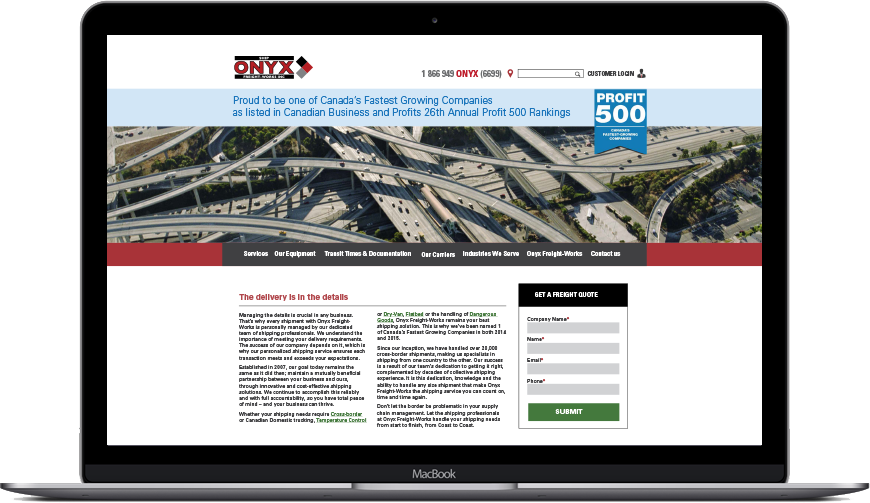 SHIP
ONYX
FREIGHT-WORKS INC
1 866 949 ONYX (6699)
CUSTOMER LOGIN
Proud to be one of Canada's Fastest Growing Companies
as listed in Canadian Business and Profits 26th Annual Profit 500 Rankings
PROFIT
500
CANADA'S
FASTEST-GROWING
COMPANIES
Services Our Equipment Transit Times & Documentation Our Carriers Industries We Serve Onyx Freight-Works Contact us
The delivery is in the details
Managing the details is crucial in any business.
That's why every shipment with Onyx Freight-
Works is personally managed by our dedicated
team of shipping professionals. We understand the
importance of meeting your delivery requirements.
The success of our company depends on it, which is
why our personalized shipping service ensures each
transaction meets and exceeds your expectations.
Established in 2007, our goal today remains the
same as it did then; maintain a mutually beneficial
partnership between your business and ours,
through innovative and cost-effective shipping
solutions. We continue to accomplish this reliably
and with full accountability, so you have total peace
of mind – and your business can thrive.
Whether your shipping needs require Cross-border
or Canadian Domestic trucking, Temperature Control
or Dry-Van, Flatbed or the handling of Dangerous
Goods, Onyx Freight-Works remains your best
shipping solution. This is why we've been named 1
of Canada's Fastest Growing Companies in both 2014
and 2015.
Since our inception, we have handled over 30,000
cross-border shipments, making us specialists in
shipping from one country to the other. Our success
is a result of our team's dedication to getting it right,
complemented by decades of collective shipping
experience. It is this dedication, knowledge and the
ability to handle any size shipment that make Onyx
Freight-Works the shipping service you can count on,
time and time again.
Don't let the border be problematic in your supply
chain management. Let the shipping professionals
at Onyx Freight-Works handle your shipping needs
from start to finish, from Coast to Coast.
GET A FREIGHT QUOTE
Company Name*
Name*
Email*
Phone*
SUBMIT
MacBook